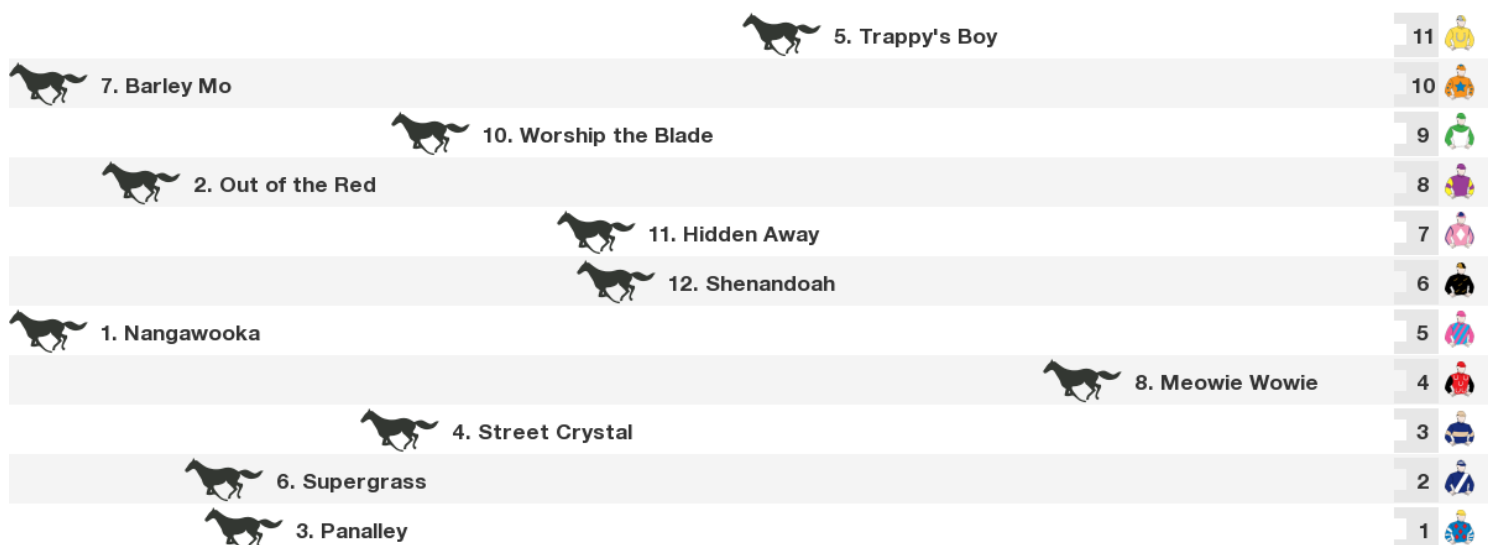 5. Trappy's Boy 11
7. Barley Mo 10
10. Worship the Blade 9
2. Out of the Red 8
11. Hidden Away 7
12. Shenandoah 6
1. Nangawooka 5
8. Meowie Wowie 4
4. Street Crystal 3
6. Supergrass 2
3. Panalley 1